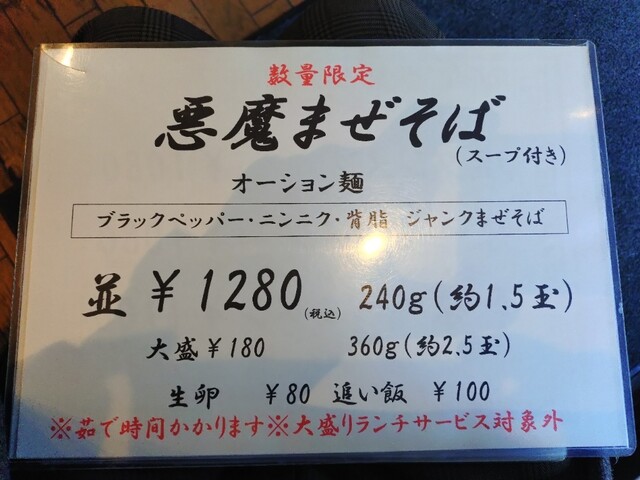 数量限定
悪魔まぜそば
(スープ付き)
オーション麺
ブラックペッパー・ニンニク・背脂 ジャンクまぜそば
並 ¥1280(税込) 240g(約1.5玉)
大盛¥180 360g(約2.5玉)
生卵 ¥80 追い飯 ¥100
※茹で時間かかります※大盛りランチサービス対象外